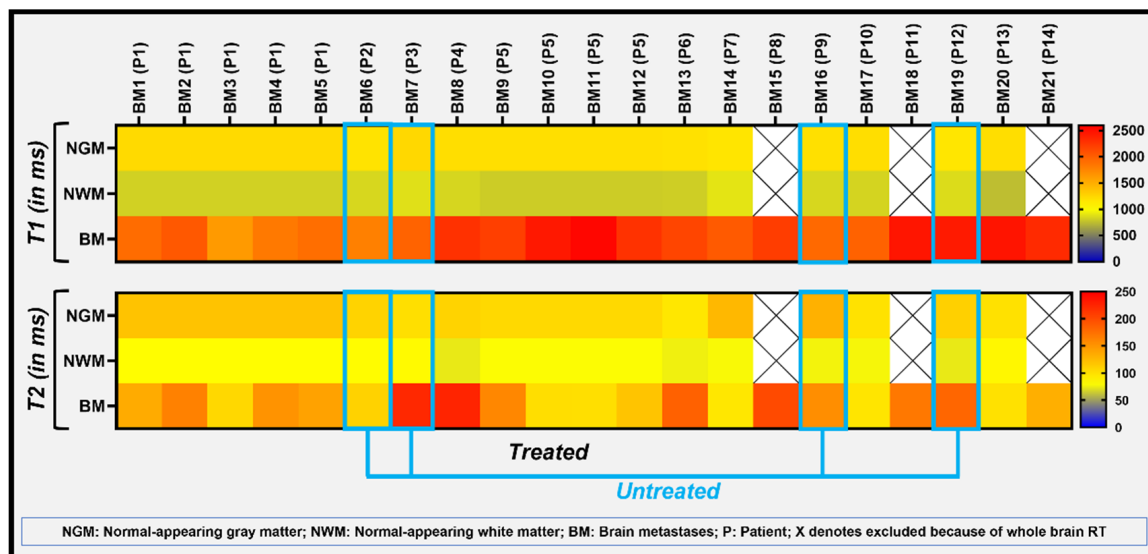 BM1 (P1)
BM2 (P1)
BM3 (P1)
BM4 (P1)
BM5 (P1)
BM6 (P2)
BM7 (P3)
BM8 (P4)
BM9 (P5)
BM10 (P5)
BM11 (P5)
BM12 (P5)
BM13 (P6)
BM14 (P7)
BM15 (P8)
BM16 (P9)
BM17 (P10)
BM18 (P11)
BM19 (P12)
BM20 (P13)
BM21 (P14)
T1 (in ms)
NGM
NWM
BM
2500
2000
1500
1000
500
0
T2 (in ms)
NGM
NWM
BM
250
200
150
100
50
0
Treated
Untreated
NGM: Normal-appearing gray matter; NWM: Normal-appearing white matter; BM: Brain metastases; P: Patient; X denotes excluded because of whole brain RT